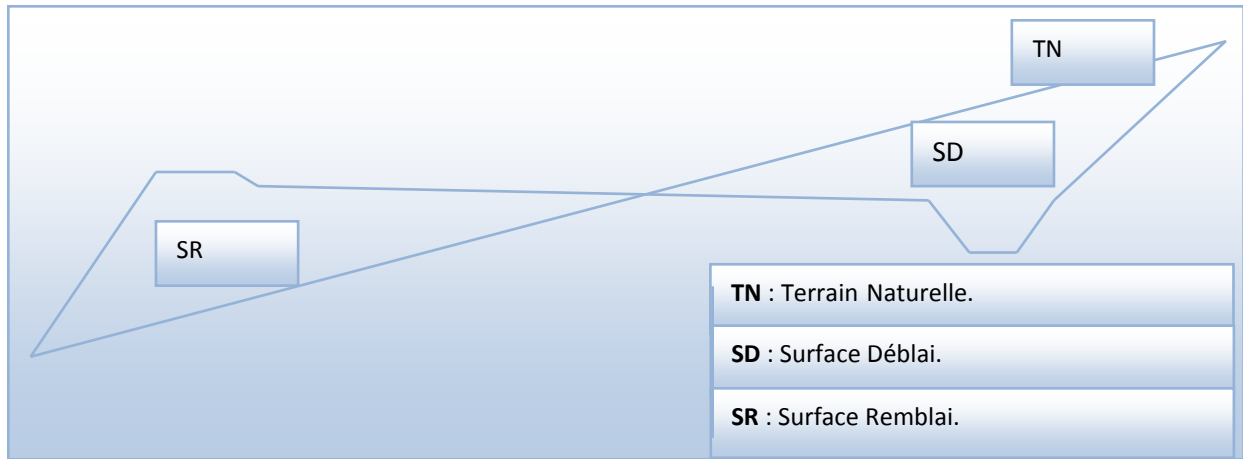 TN
SD
SR
TN : Terrain Naturelle.
SD : Surface Déblai.
SR : Surface Remblai.